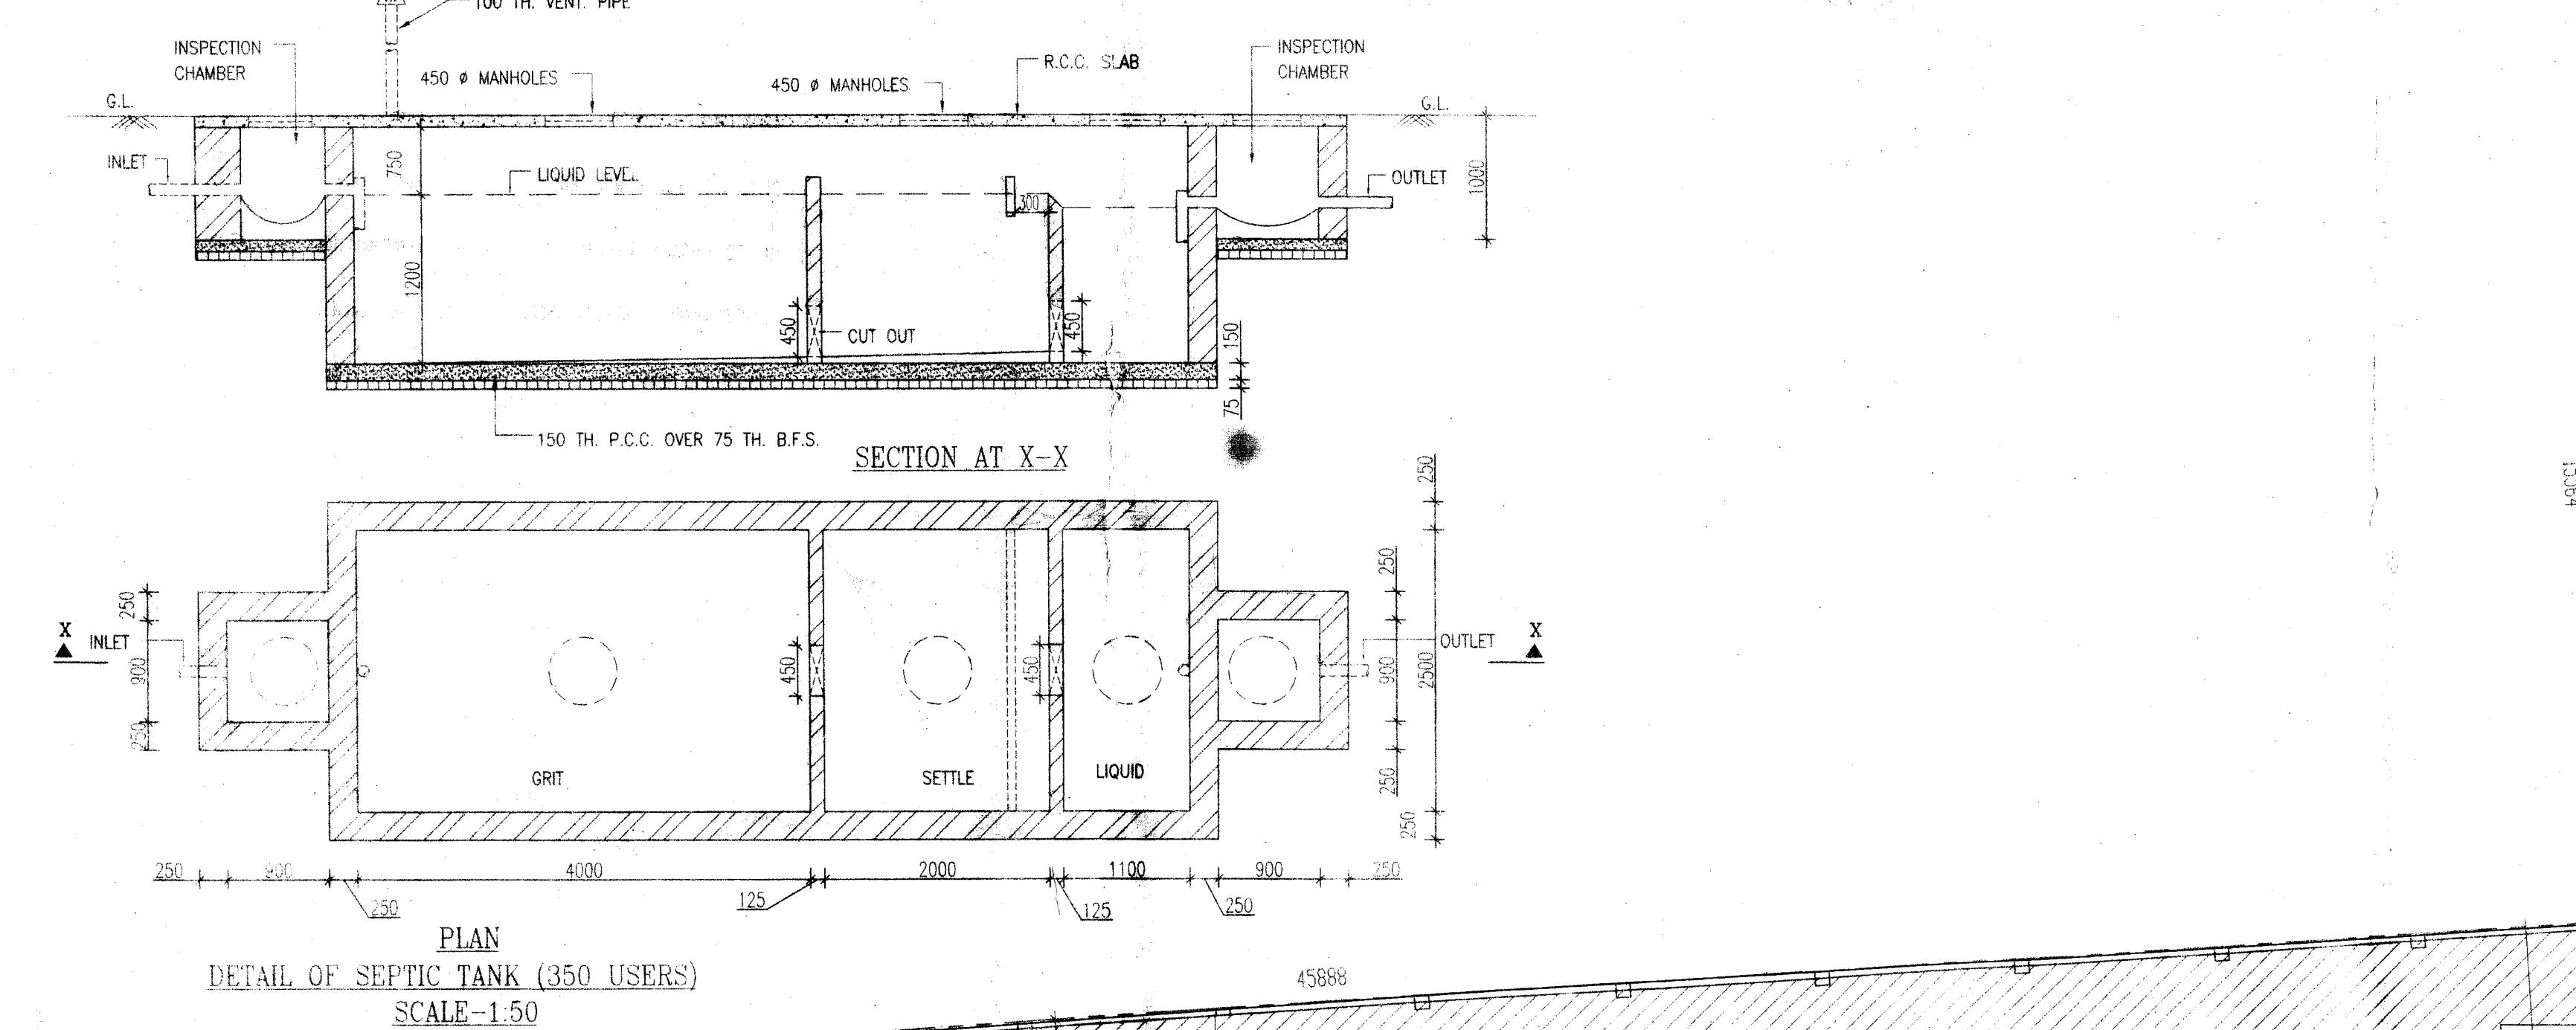 100 TH. VENT. PIPE
INSPECTION
CHAMBER
450 ø MANHOLES
450 ø MANHOLES
R.C.C. SLAB
INSPECTION
CHAMBER
G.L.
G.L.
INLET
750
LIQUID LEVEL
300
OUTLET
1000
1200
450
CUT OUT
450
150
75
150 TH. P.C.C. OVER 75 TH. B.F.S.
SECTION AT X-X
250
250
250
X
INLET
900
450
450
900
2500
OUTLET
X
250
250
250
GRIT
SETTLE
LIQUID
250
900
4000
2000
1100
900
250
250
125
125
250
PLAN
DETAIL OF SEPTIC TANK (350 USERS)
SCALE-1:50
45888